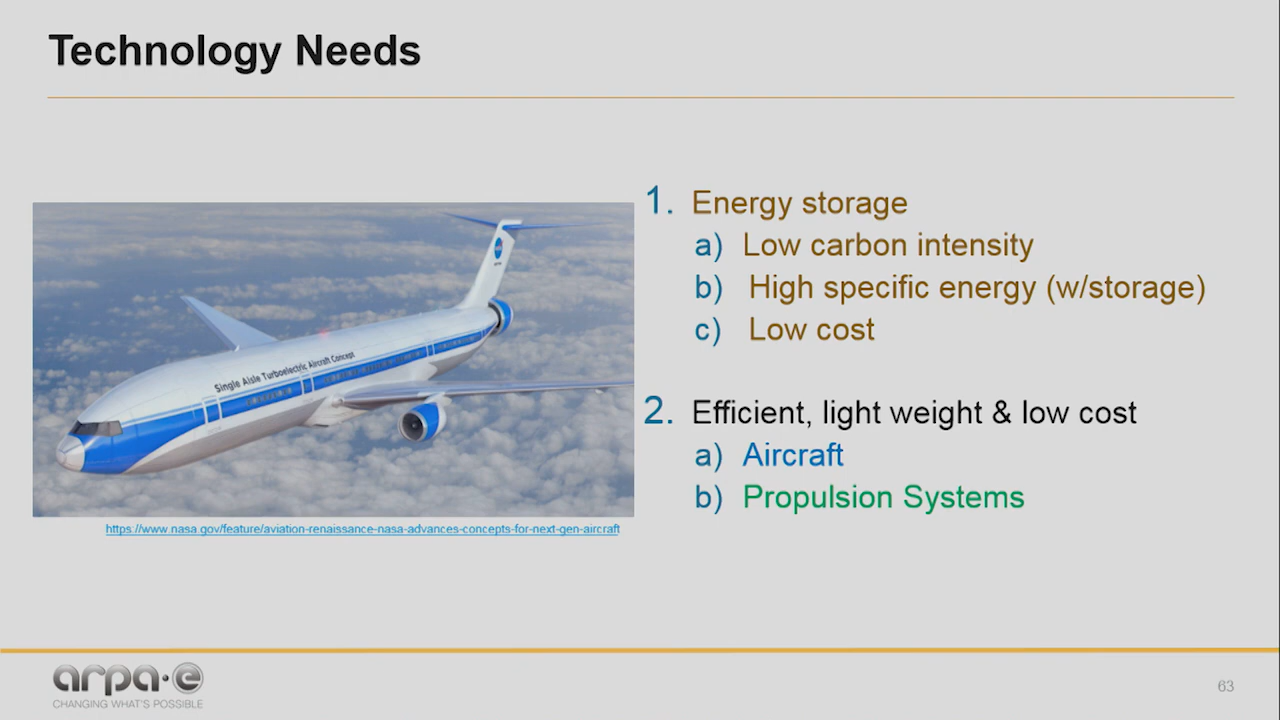 Technology Needs
Single Aisle Turboelectric Aircraft Concept
https://www.nasa.gov/feature/aviation-renaissance-nasa-advances-concepts-for-next-gen-aircraft
1. Energy storage
a) Low carbon intensity
b) High specific energy (w/storage)
c) Low cost
2. Efficient, light weight & low cost
a) Aircraft
b) Propulsion Systems
arpa·e
CHANGING WHAT'S POSSIBLE
63